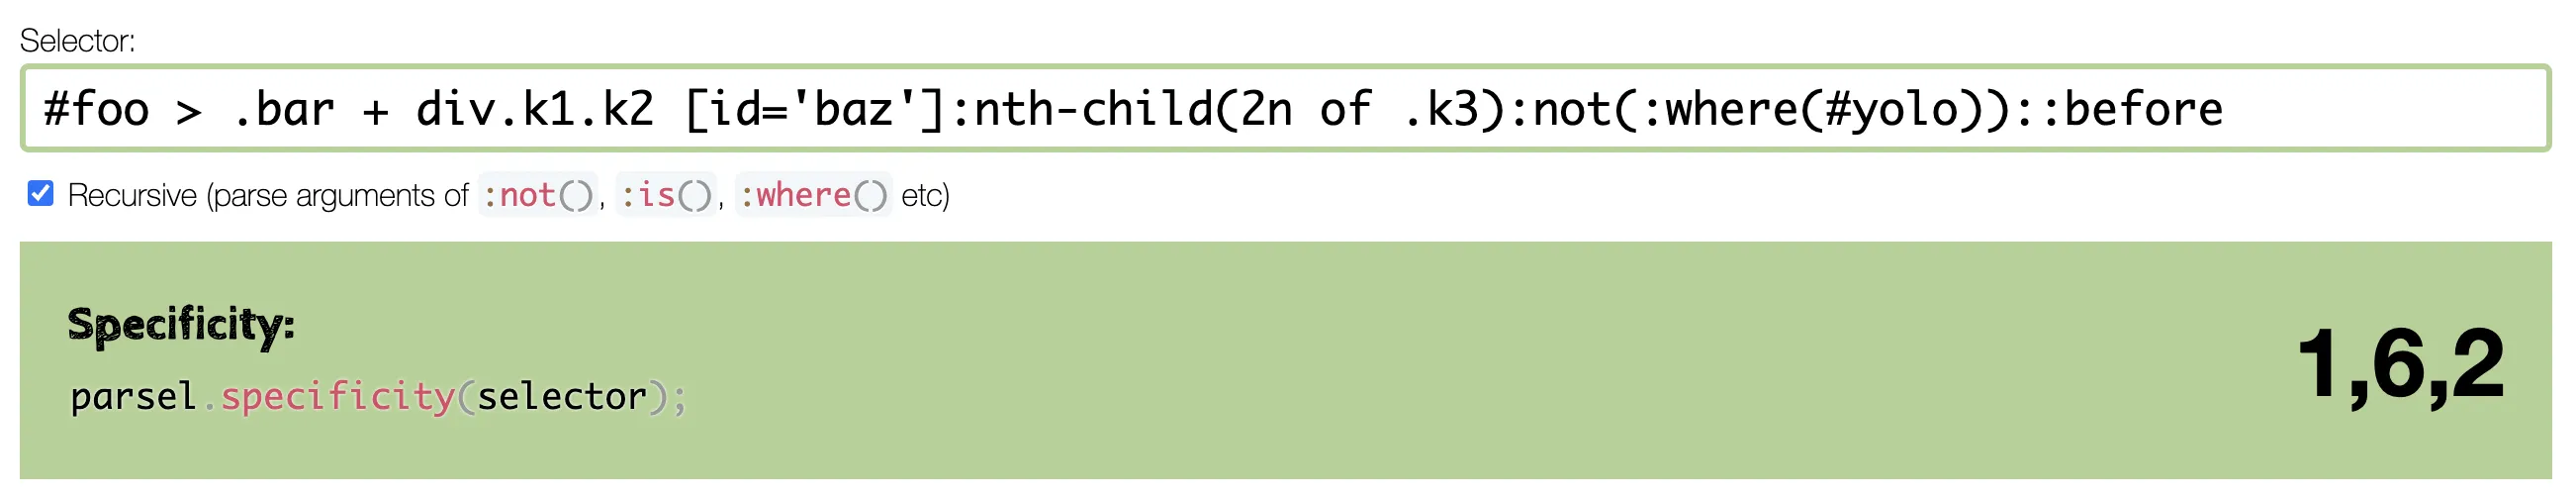 Selector:
#foo > .bar + div.k1.k2 [id='baz']:nth-child(2n of .k3):not(:where(#yolo))::before
Recursive (parse arguments of :not(), :is(), :where() etc)
Specificity:
parsel.specificity(selector);
1,6,2